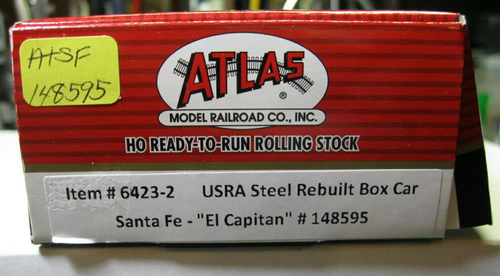 ATSF
148595
ATLAS
®
MODEL RAILROAD CO., INC.
HO READY-TO-RUN ROLLING STOCK
Item # 6423-2 USRA Steel Rebuilt Box Car
Santa Fe - "El Capitan" # 148595